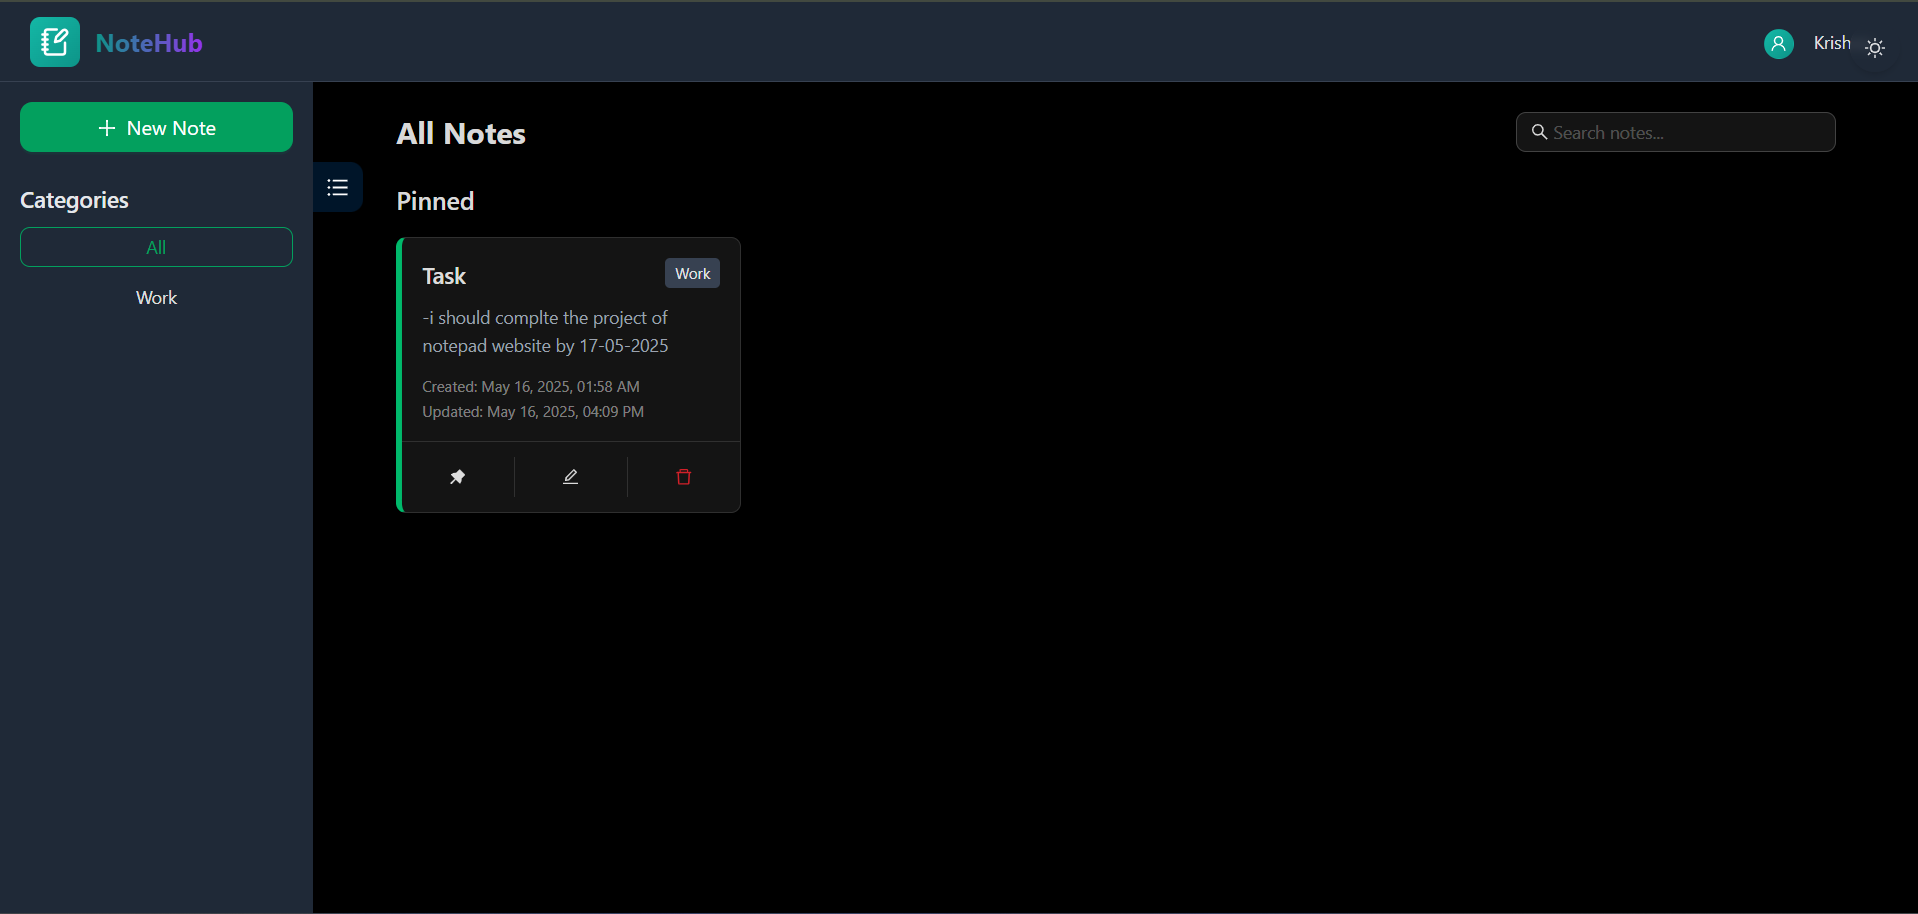 NoteHub
Krish
New Note
Categories
All
Work
All Notes
Search notes...
Pinned
Task
Work
-i should complte the project of
notepad website by 17-05-2025
Created: May 16, 2025, 01:58 AM
Updated: May 16, 2025, 04:09 PM